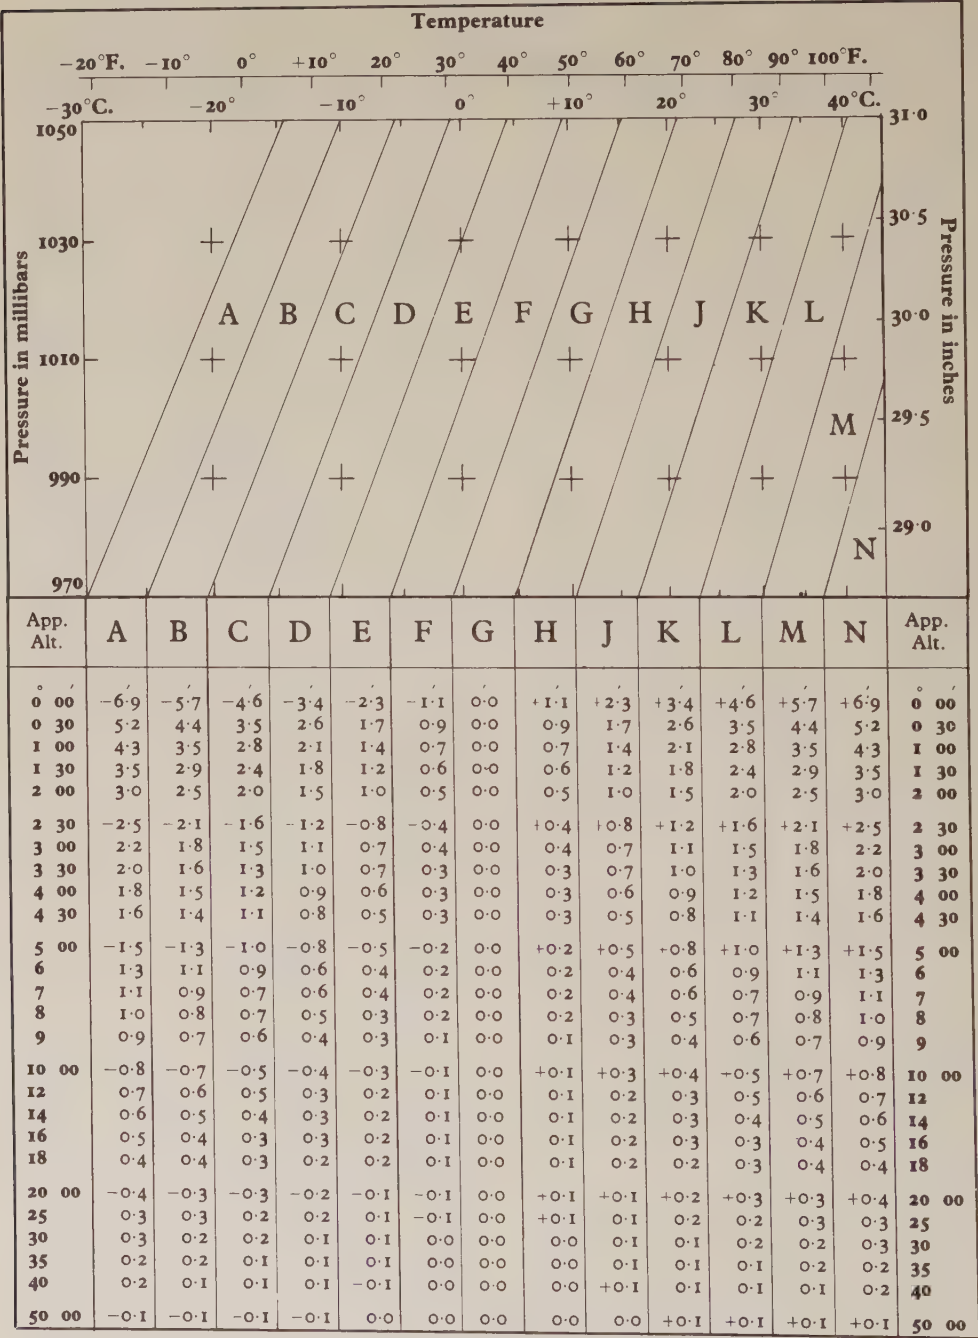 Temperature
−20°F. −10° 0° +10° 20° 30° 40° 50° 60° 70° 80° 90° 100°F.
−30°C. −20° −10° 0° +10° 20° 30° 40°C.
1050 31·0
30·5
1030
Pressure in millibars
Pressure in inches
A B C D E F G H J K L 30·0
1010
M 29·5
990
29·0
N
970
App. Alt. A B C D E F G H J K L M N App. Alt.
° ′ ′ ′ ′ ′ ′ ′ ′ ′ ′ ′ ′ ′ ′ ° ′
0 00 −6·9 −5·7 −4·6 −3·4 −2·3 −1·1 0·0 +1·1 +2·3 +3·4 +4·6 +5·7 +6·9 0 00
0 30 5·2 4·4 3·5 2·6 1·7 0·9 0·0 0·9 1·7 2·6 3·5 4·4 5·2 0 30
1 00 4·3 3·5 2·8 2·1 1·4 0·7 0·0 0·7 1·4 2·1 2·8 3·5 4·3 1 00
1 30 3·5 2·9 2·4 1·8 1·2 0·6 0·0 0·6 1·2 1·8 2·4 2·9 3·5 1 30
2 00 3·0 2·5 2·0 1·5 1·0 0·5 0·0 0·5 1·0 1·5 2·0 2·5 3·0 2 00
2 30 −2·5 −2·1 −1·6 −1·2 −0·8 −0·4 0·0 +0·4 +0·8 +1·2 +1·6 +2·1 +2·5 2 30
3 00 2·2 1·8 1·5 1·1 0·7 0·4 0·0 0·4 0·7 1·1 1·5 1·8 2·2 3 00
3 30 2·0 1·6 1·3 1·0 0·7 0·3 0·0 0·3 0·7 1·0 1·3 1·6 2·0 3 30
4 00 1·8 1·5 1·2 0·9 0·6 0·3 0·0 0·3 0·6 0·9 1·2 1·5 1·8 4 00
4 30 1·6 1·4 1·1 0·8 0·5 0·3 0·0 0·3 0·5 0·8 1·1 1·4 1·6 4 30
5 00 −1·5 −1·3 −1·0 −0·8 −0·5 −0·2 0·0 +0·2 +0·5 +0·8 +1·0 +1·3 +1·5 5 00
6 1·3 1·1 0·9 0·6 0·4 0·2 0·0 0·2 0·4 0·6 0·9 1·1 1·3 6
7 1·1 0·9 0·7 0·6 0·4 0·2 0·0 0·2 0·4 0·6 0·7 0·9 1·1 7
8 1·0 0·8 0·7 0·5 0·3 0·2 0·0 0·2 0·3 0·5 0·7 0·8 1·0 8
9 0·9 0·7 0·6 0·4 0·3 0·1 0·0 0·1 0·3 0·4 0·6 0·7 0·9 9
10 00 −0·8 −0·7 −0·5 −0·4 −0·3 −0·1 0·0 +0·1 +0·3 +0·4 +0·5 +0·7 +0·8 10 00
12 0·7 0·6 0·5 0·3 0·2 0·1 0·0 0·1 0·2 0·3 0·5 0·6 0·7 12
14 0·6 0·5 0·4 0·3 0·2 0·1 0·0 0·1 0·2 0·3 0·4 0·5 0·6 14
16 0·5 0·4 0·3 0·3 0·2 0·1 0·0 0·1 0·2 0·3 0·3 0·4 0·5 16
18 0·4 0·4 0·3 0·2 0·2 0·1 0·0 0·1 0·2 0·2 0·3 0·4 0·4 18
20 00 −0·4 −0·3 −0·3 −0·2 −0·1 −0·1 0·0 +0·1 +0·1 +0·2 +0·3 +0·3 +0·4 20 00
25 0·3 0·3 0·2 0·2 0·1 −0·1 0·0 +0·1 0·1 0·2 0·2 0·3 0·3 25
30 0·3 0·2 0·2 0·1 0·1 0·0 0·0 0·0 0·1 0·1 0·2 0·2 0·3 30
35 0·2 0·2 0·1 0·1 0·1 0·0 0·0 0·0 0·1 0·1 0·1 0·2 0·2 35
40 0·2 0·1 0·1 0·1 −0·1 0·0 0·0 0·0 +0·1 0·1 0·1 0·1 0·2 40
50 00 −0·1 −0·1 −0·1 −0·1 0·0 0·0 0·0 0·0 0·0 +0·1 +0·1 +0·1 +0·1 50 00